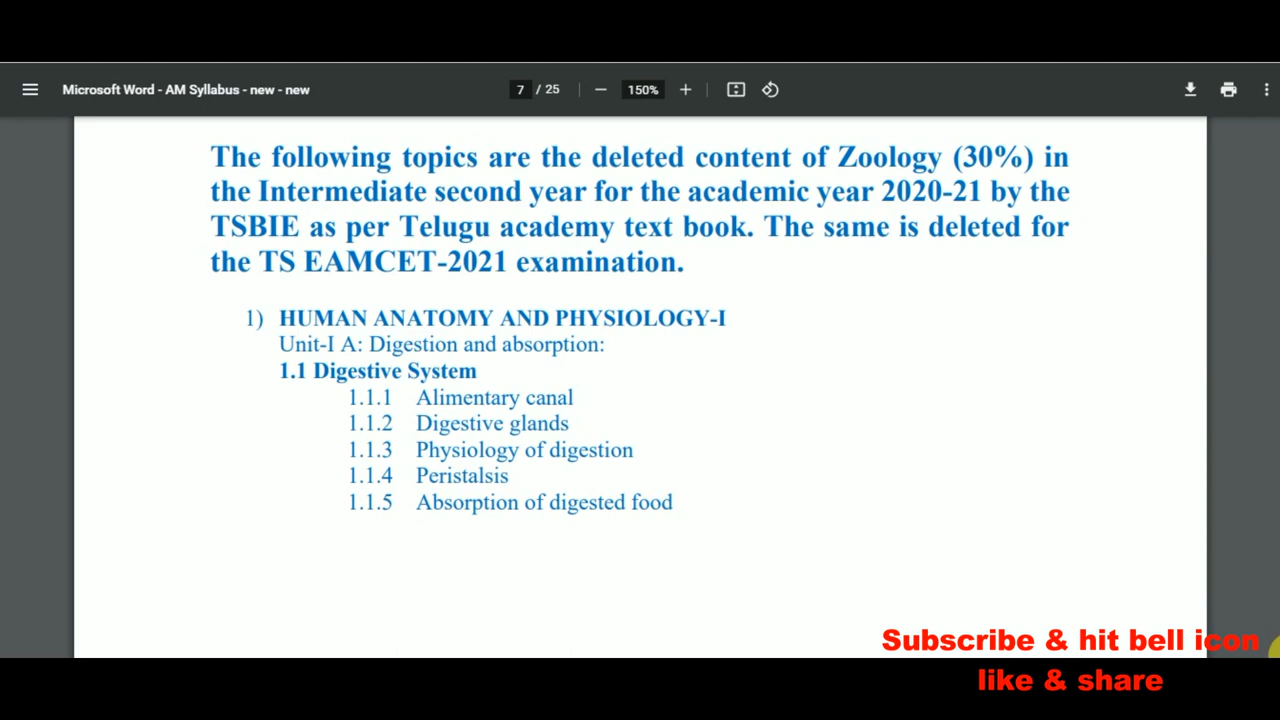 Microsoft Word - AM Syllabus - new - new
7 / 25
150%
The following topics are the deleted content of Zoology (30%) in
the Intermediate second year for the academic year 2020-21 by the
TSBIE as per Telugu academy text book. The same is deleted for
the TS EAMCET-2021 examination.
1) HUMAN ANATOMY AND PHYSIOLOGY-I
Unit-I A: Digestion and absorption:
1.1 Digestive System
1.1.1 Alimentary canal
1.1.2 Digestive glands
1.1.3 Physiology of digestion
1.1.4 Peristalsis
1.1.5 Absorption of digested food
Subscribe & hit bell icon
like & share